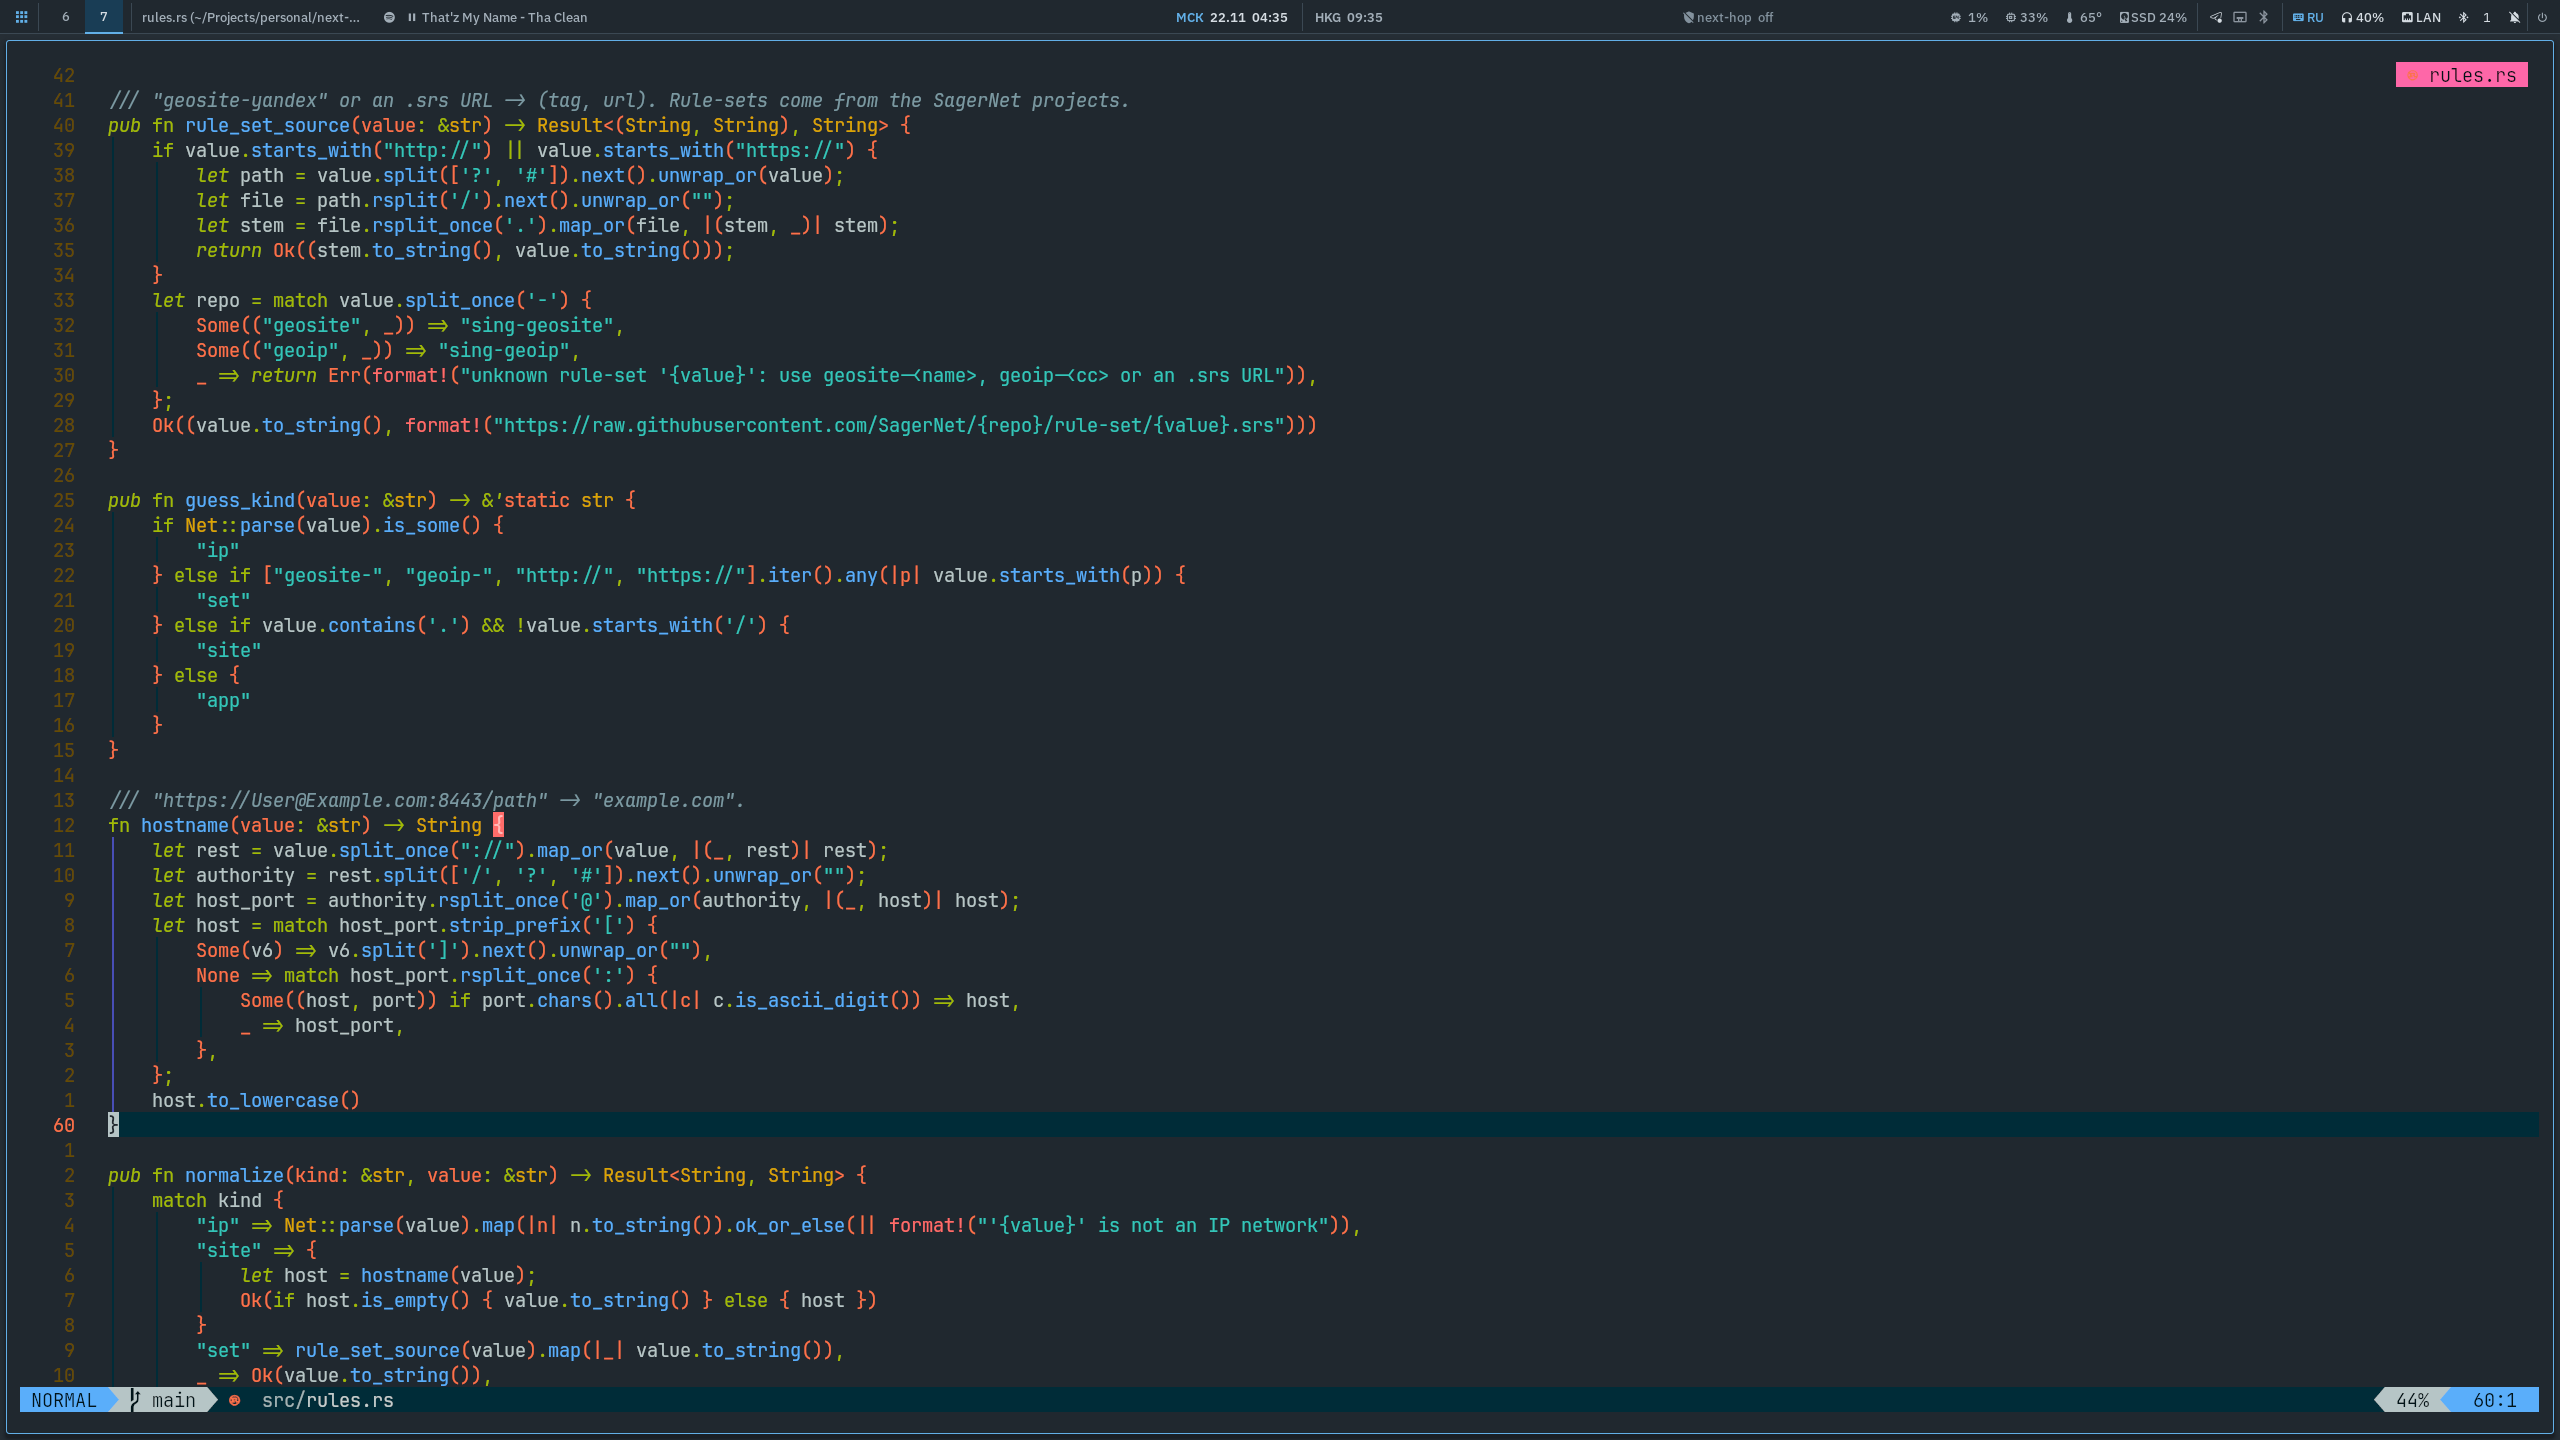 6 7 rules.rs (~/Projects/personal/next-... That'z My Name - Tha Clean МСК 22.11 04:35 HKG 09:35 next-hop off 1% 33% 65° SSD 24% RU 40% LAN 1
rules.rs
42
41 /// "geosite-yandex" or an .srs URL -> (tag, url). Rule-sets come from the SagerNet projects.
40 pub fn rule_set_source(value: &str) -> Result<(String, String), String> {
39     if value.starts_with("http://") || value.starts_with("https://") {
38         let path = value.split(['?', '#']).next().unwrap_or(value);
37         let file = path.rsplit('/').next().unwrap_or("");
36         let stem = file.rsplit_once('.').map_or(file, |(stem, _)| stem);
35         return Ok((stem.to_string(), value.to_string()));
34     }
33     let repo = match value.split_once('-') {
32         Some(("geosite", _)) => "sing-geosite",
31         Some(("geoip", _)) => "sing-geoip",
30         _ => return Err(format!("unknown rule-set '{value}': use geosite-<name>, geoip-<cc> or an .srs URL")),
29     };
28     Ok((value.to_string(), format!("https://raw.githubusercontent.com/SagerNet/{repo}/rule-set/{value}.srs")))
27 }
26
25 pub fn guess_kind(value: &str) -> &'static str {
24     if Net::parse(value).is_some() {
23         "ip"
22     } else if ["geosite-", "geoip-", "http://", "https://"].iter().any(|p| value.starts_with(p)) {
21         "set"
20     } else if value.contains('.') && !value.starts_with('/') {
19         "site"
18     } else {
17         "app"
16     }
15 }
14
13 /// "https://User@Example.com:8443/path" -> "example.com".
12 fn hostname(value: &str) -> String {
11     let rest = value.split_once("://").map_or(value, |(_, rest)| rest);
10     let authority = rest.split(['/', '?', '#']).next().unwrap_or("");
9     let host_port = authority.rsplit_once('@').map_or(authority, |(_, host)| host);
8     let host = match host_port.strip_prefix('[') {
7         Some(v6) => v6.split(']').next().unwrap_or(""),
6         None => match host_port.rsplit_once(':') {
5             Some((host, port)) if port.chars().all(|c| c.is_ascii_digit()) => host,
4             _ => host_port,
3         },
2     };
1     host.to_lowercase()
60 }
1
2 pub fn normalize(kind: &str, value: &str) -> Result<String, String> {
3     match kind {
4         "ip" => Net::parse(value).map(|n| n.to_string()).ok_or_else(|| format!("'{value}' is not an IP network")),
5         "site" => {
6             let host = hostname(value);
7             Ok(if host.is_empty() { value.to_string() } else { host })
8         }
9         "set" => rule_set_source(value).map(|_| value.to_string()),
10         _ => Ok(value.to_string()),
NORMAL main src/rules.rs 44% 60:1